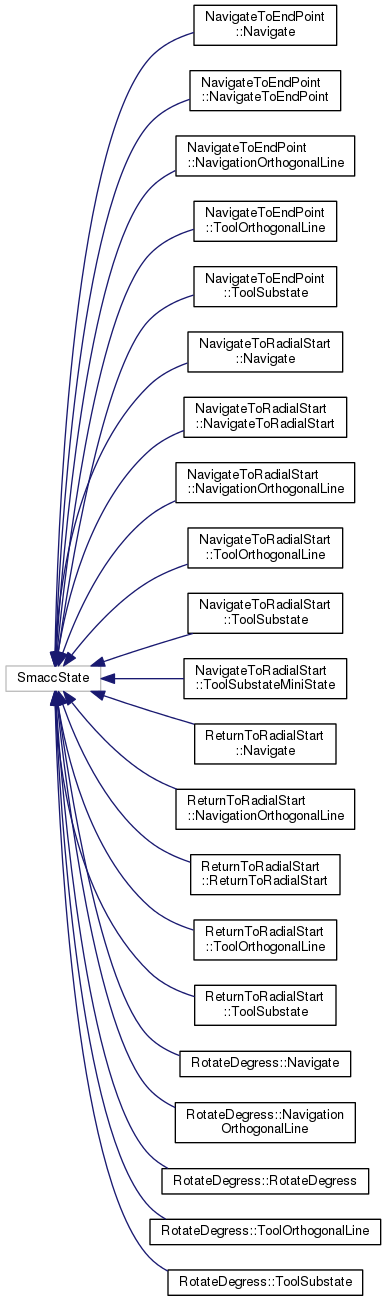 NavigateToEndPoint
::Navigate
NavigateToEndPoint
::NavigateToEndPoint
NavigateToEndPoint
::NavigationOrthogonalLine
NavigateToEndPoint
::ToolOrthogonalLine
NavigateToEndPoint
::ToolSubstate
NavigateToRadialStart
::Navigate
NavigateToRadialStart
::NavigateToRadialStart
NavigateToRadialStart
::NavigationOrthogonalLine
NavigateToRadialStart
::ToolOrthogonalLine
NavigateToRadialStart
::ToolSubstate
SmaccState
NavigateToRadialStart
::ToolSubstateMiniState
ReturnToRadialStart
::Navigate
ReturnToRadialStart
::NavigationOrthogonalLine
ReturnToRadialStart
::ReturnToRadialStart
ReturnToRadialStart
::ToolOrthogonalLine
ReturnToRadialStart
::ToolSubstate
RotateDegress::Navigate
RotateDegress::Navigation
OrthogonalLine
RotateDegress::RotateDegress
RotateDegress::ToolOrthogonalLine
RotateDegress::ToolSubstate